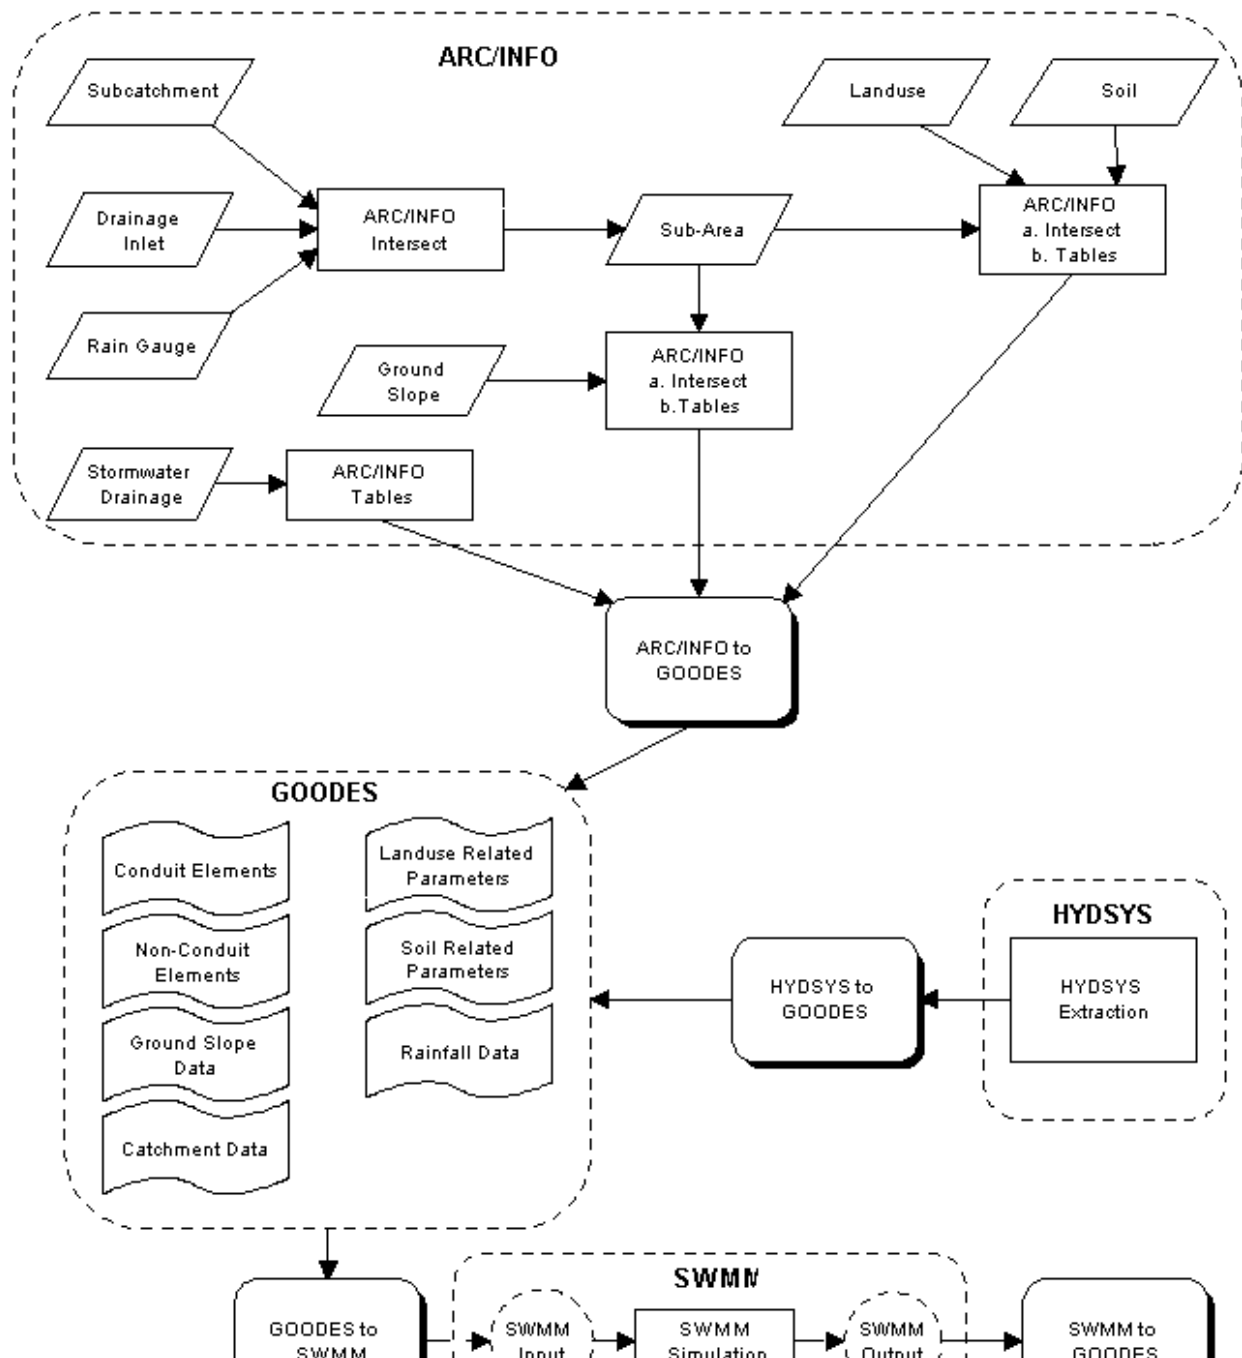 ARC/INFO
Subcatchment
Landuse
Soil
Drainage
Inlet
ARC/INFO
Intersect
Sub-Area
ARC/INFO
a. Intersect
b. Tables
Rain Gauge
Ground
Slope
ARC/INFO
a. Intersect
b.Tables
Stormwater
Drainage
ARC/INFO
Tables
ARC/INFO to
GOODES
GOODES
Conduit Elements
Landuse Related
Parameters
Non-Conduit
Elements
Soil Related
Parameters
Ground Slope
Data
Rainfall Data
Catchment Data
HYDSYS to
GOODES
HYDSYS
HYDSYS
Extraction
SWMM
GOODES to
SWMM
SWMM
Input
SWMM
Simulation
SWMM
Output
SWMM to
GOODES